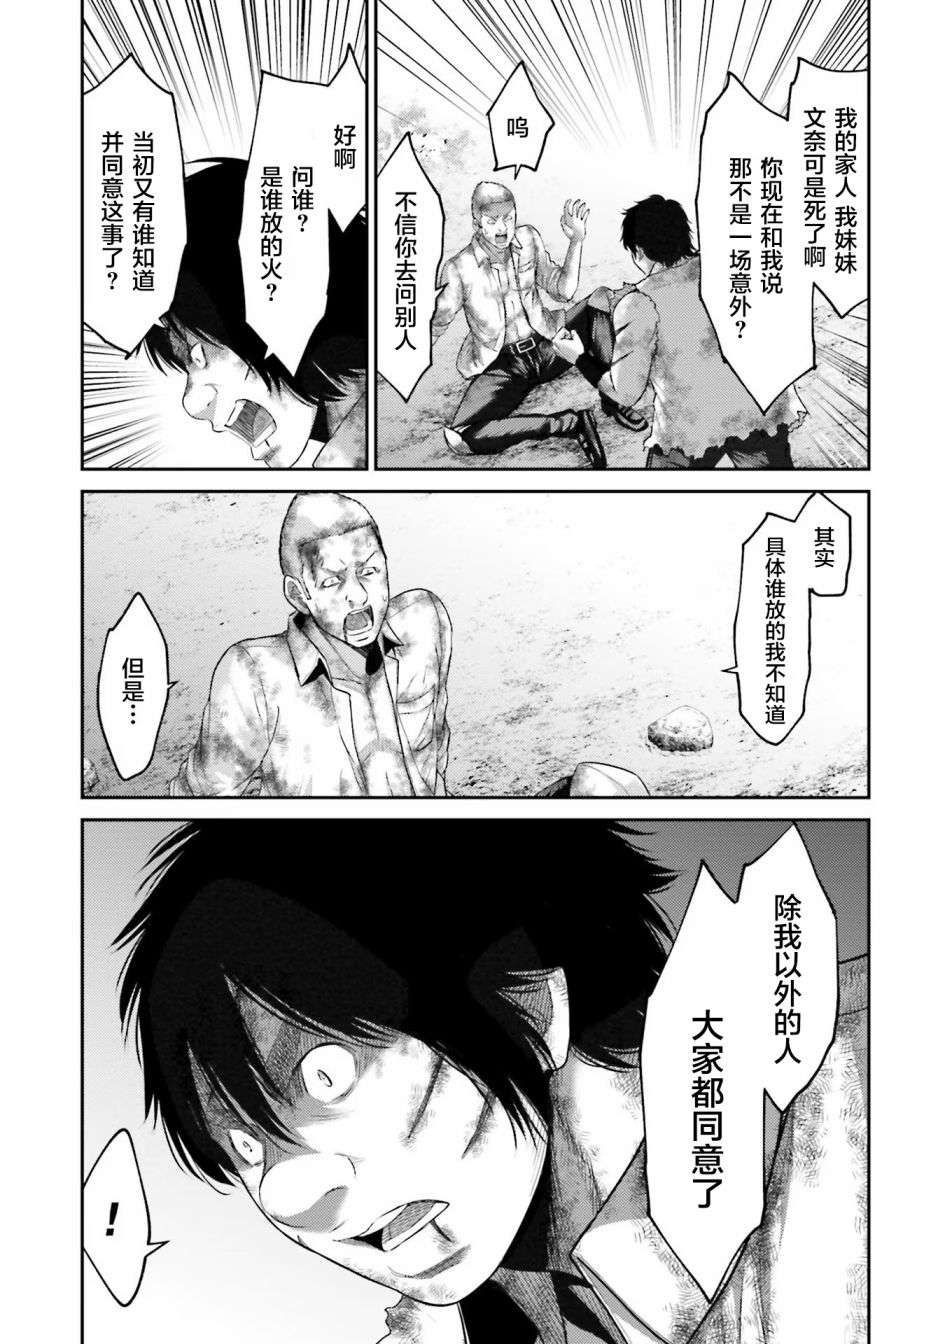 我的家人 我妹妹
文奈可是死了啊
你现在和我说
那不是一场意外?
呜
不信你去问别人
好啊
问谁?
是谁放的火?
当初又有谁知道
并同意这事了?
其实
具体谁放的我不知道
但是…
除我以外的人
大家都同意了
!